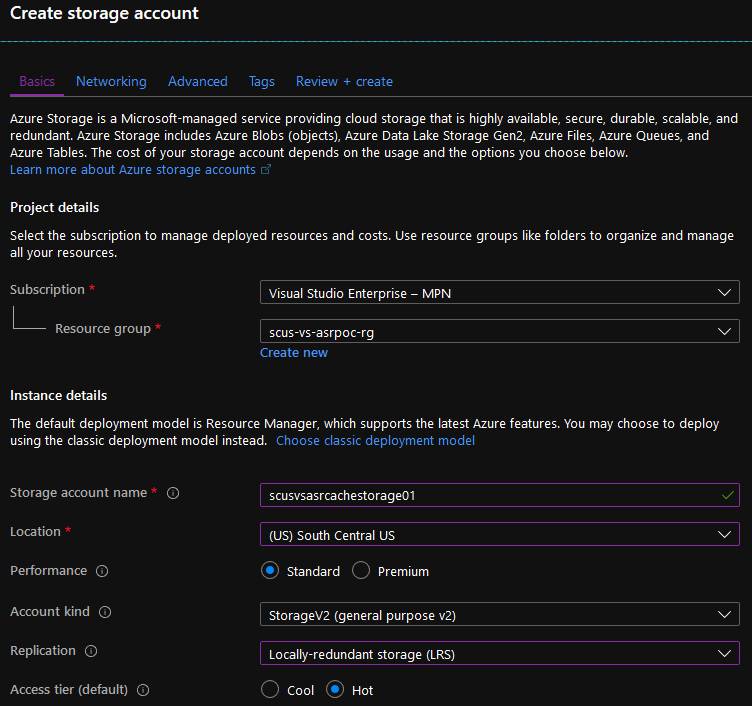 Create storage account
Basics Networking Advanced Tags Review + create
Azure Storage is a Microsoft-managed service providing cloud storage that is highly available, secure, durable, scalable, and
redundant. Azure Storage includes Azure Blobs (objects), Azure Data Lake Storage Gen2, Azure Files, Azure Queues, and
Azure Tables. The cost of your storage account depends on the usage and the options you choose below.
Learn more about Azure storage accounts
Project details
Select the subscription to manage deployed resources and costs. Use resource groups like folders to organize and manage
all your resources.
Subscription * Visual Studio Enterprise – MPN
Resource group * scus-vs-asrpoc-rg
Create new
Instance details
The default deployment model is Resource Manager, which supports the latest Azure features. You may choose to deploy
using the classic deployment model instead. Choose classic deployment model
Storage account name * scusvsasrcachestorage01
Location * (US) South Central US
Performance Standard Premium
Account kind StorageV2 (general purpose v2)
Replication Locally-redundant storage (LRS)
Access tier (default) Cool Hot